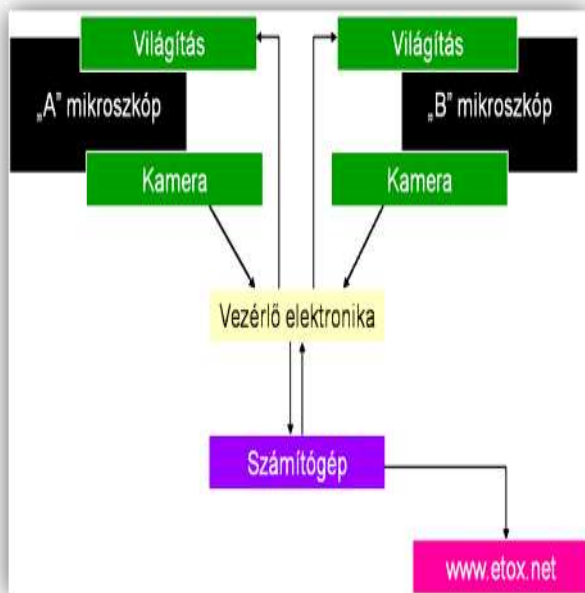 Világítás
Világítás
„A” mikroszkóp
„B” mikroszkóp
Kamera
Kamera
Vezérlő elektronika
Számítógép
www.etox.net